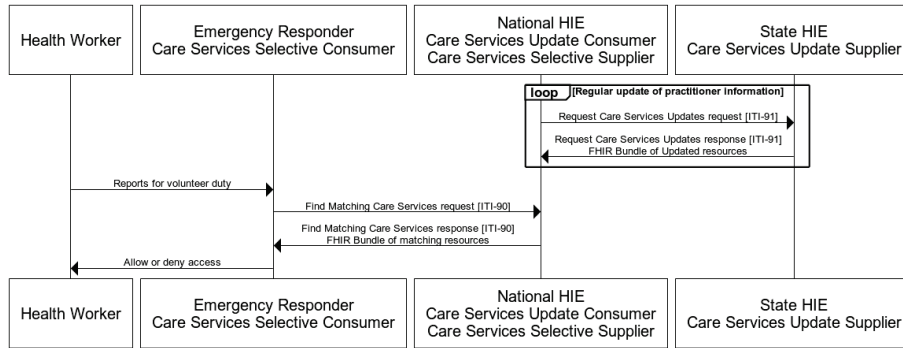 Health Worker
Emergency Responder
Care Services Selective Consumer
National HIE
Care Services Update Consumer
Care Services Selective Supplier
State HIE
Care Services Update Supplier
loop
[Regular update of practitioner information]
Request Care Services Updates request [ITI-91]
Request Care Services Updates response [ITI-91]
FHIR Bundle of Updated resources
Reports for volunteer duty
Find Matching Care Services request [ITI-90]
Find Matching Care Services response [ITI-90]
FHIR Bundle of matching resources
Allow or deny access
Health Worker
Emergency Responder
Care Services Selective Consumer
National HIE
Care Services Update Consumer
Care Services Selective Supplier
State HIE
Care Services Update Supplier